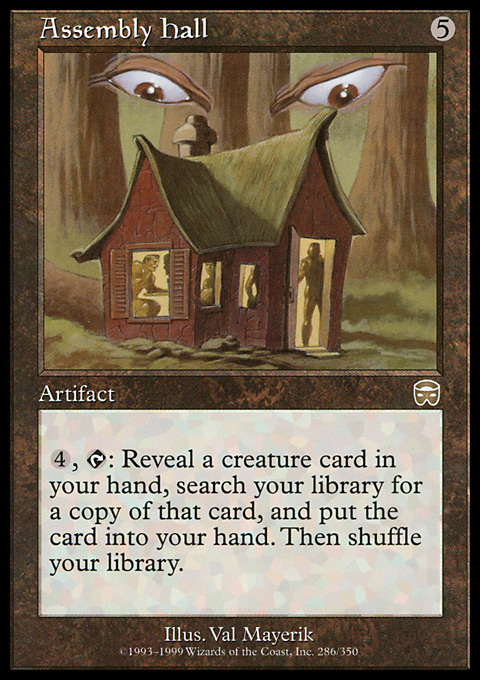 Assembly Hall 5
Artifact
4, : Reveal a creature card in
your hand, search your library for
a copy of that card, and put the
card into your hand. Then shuffle
your library.
Illus. Val Mayerik
©1993-1999 Wizards of the Coast, Inc. 286/350